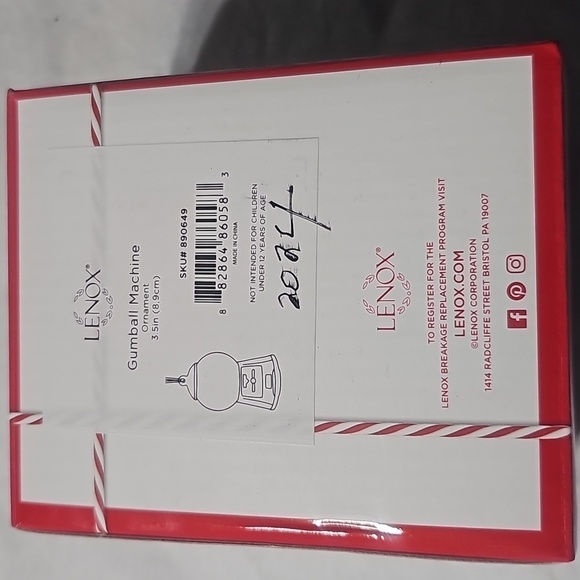 LENOX®
Gumball Machine
Ornament
3.5in (8.9cm)
SKU# 890649
8 82864 86058 3
MADE IN CHINA
NOT INTENDED FOR CHILDREN
UNDER 12 YEARS OF AGE
2024
LENOX®
TO REGISTER FOR THE
LENOX BREAKAGE REPLACEMENT PROGRAM VISIT
LENOX.COM
©LENOX CORPORATION
1414 RADCLIFFE STREET BRISTOL PA 19007